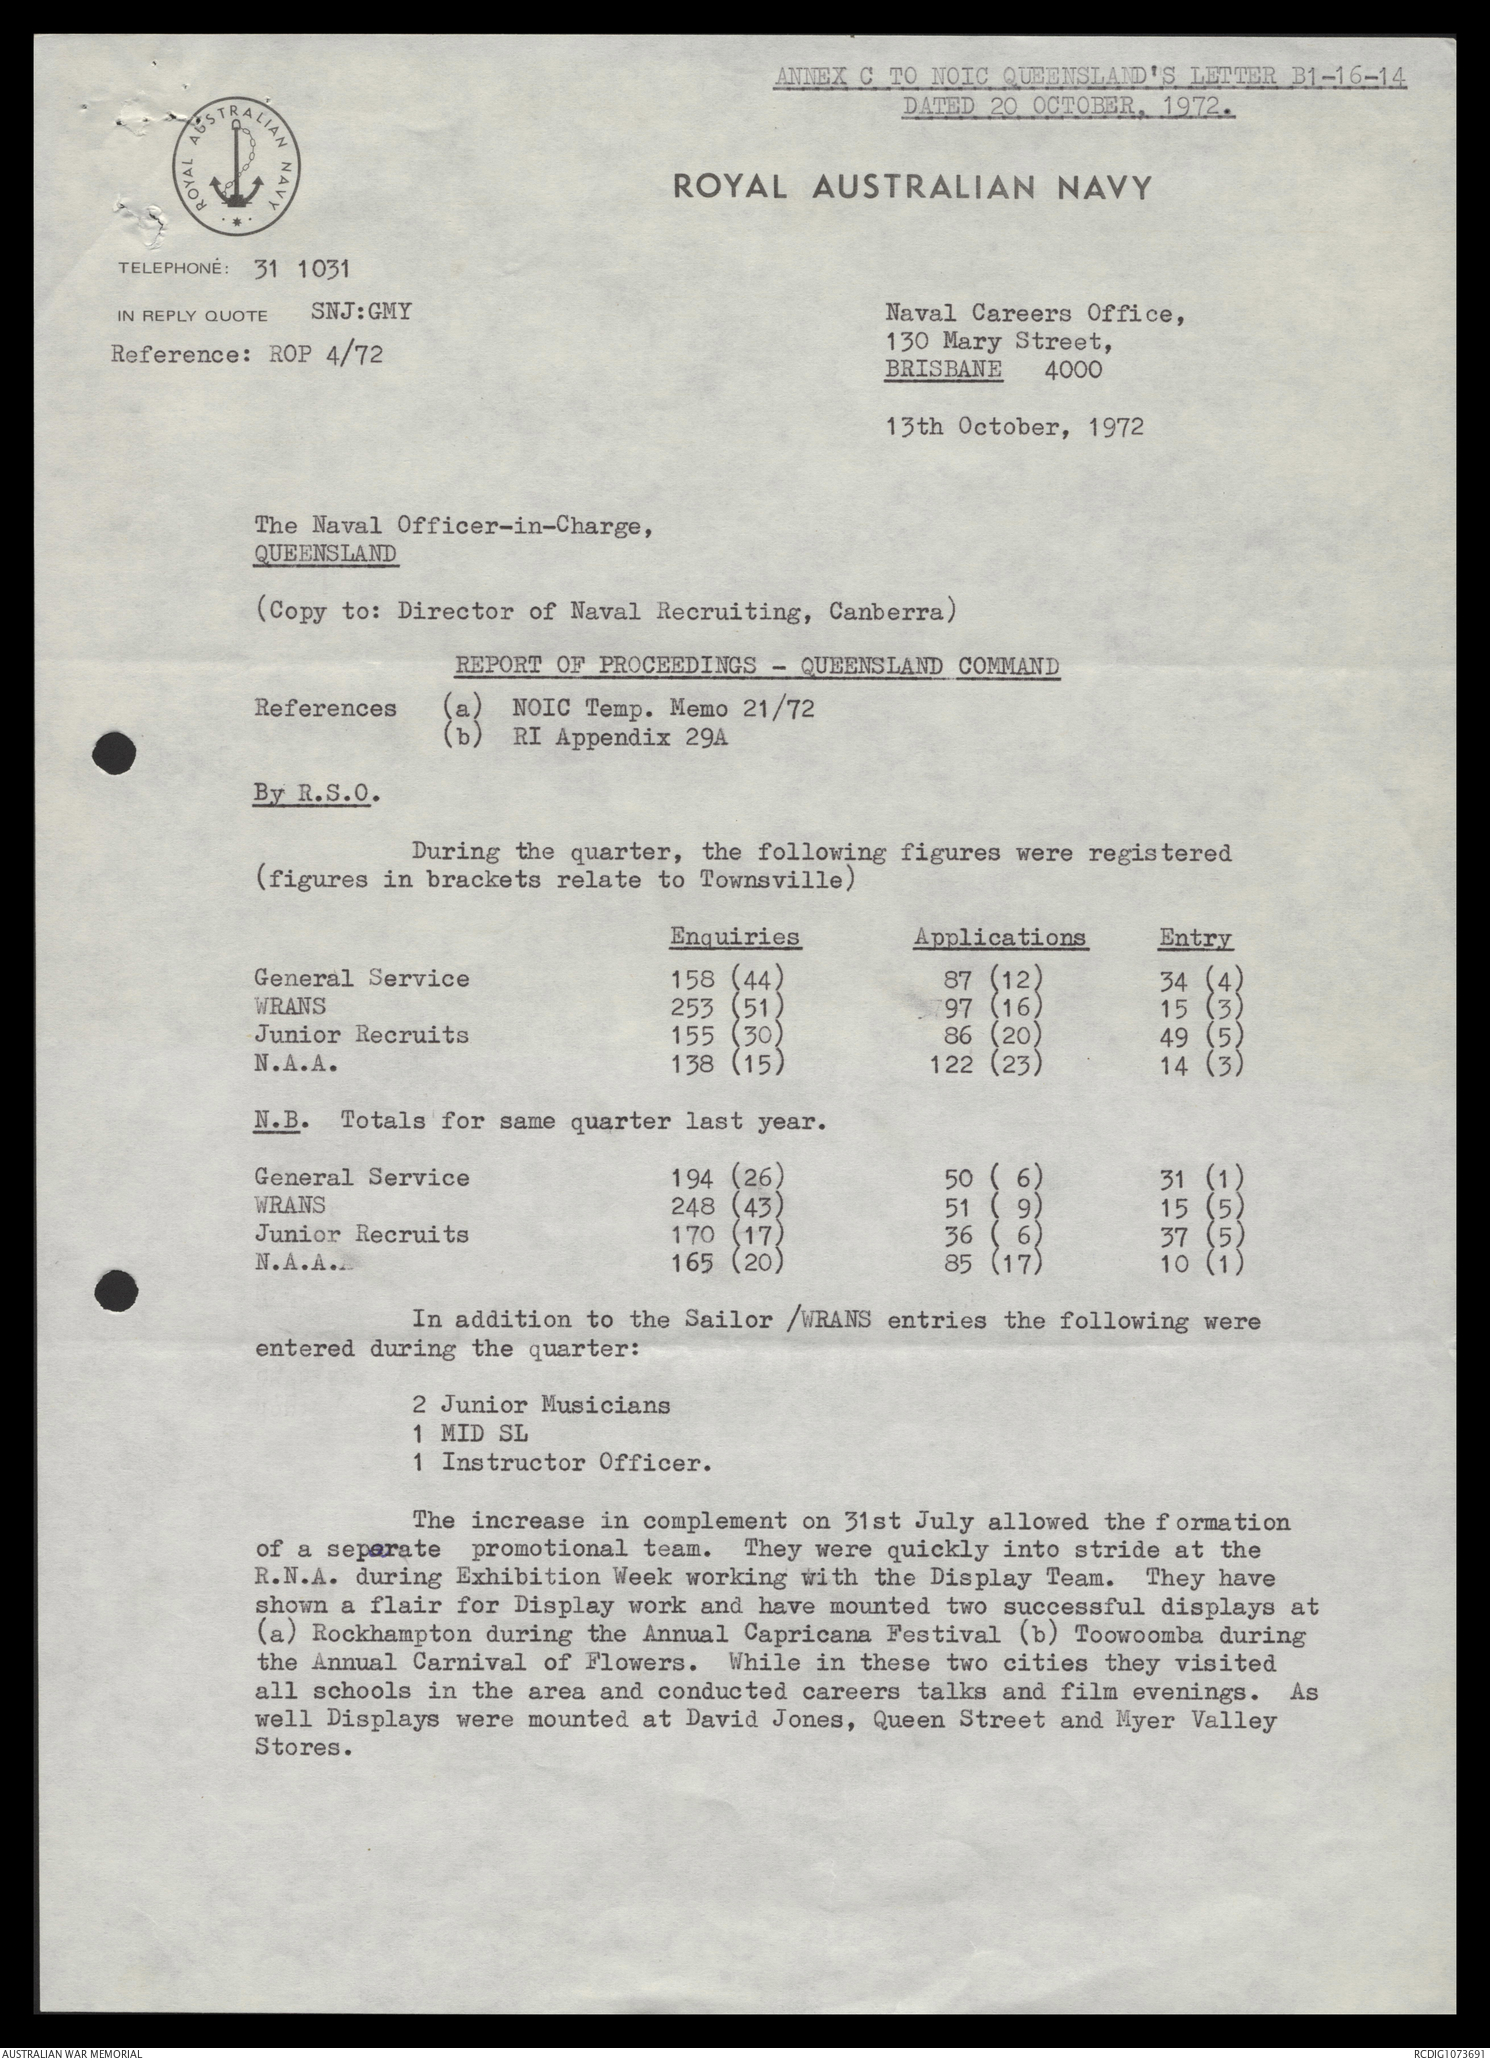 ANNEX C TO NOIC QUEENSLAND'S LETTER B1-16-14
DATED 20 OCTOBER, 1972.
ROYAL AUSTRALIAN NAVY
ROYAL AUSTRALIAN NAVY
TELEPHONE: 31 1031
IN REPLY QUOTE SNJ:GMY
Reference: ROP 4/72
Naval Careers Office,
130 Mary Street,
BRISBANE 4000
13th October, 1972
The Naval Officer-in-Charge,
QUEENSLAND
(Copy to: Director of Naval Recruiting, Canberra)
REPORT OF PROCEEDINGS - QUEENSLAND COMMAND
References (a) NOIC Temp. Memo 21/72
(b) RI Appendix 29A
By R.S.O.
During the quarter, the following figures were registered
(figures in brackets relate to Townsville)
Enquiries Applications Entry
General Service 158 (44) 87 (12) 34 (4)
WRANS 253 (51) 97 (16) 15 (3)
Junior Recruits 155 (30) 86 (20) 49 (5)
N.A.A. 138 (15) 122 (23) 14 (3)
N.B. Totals for same quarter last year.
General Service 194 (26) 50 ( 6) 31 (1)
WRANS 248 (43) 51 ( 9) 15 (5)
Junior Recruits 170 (17) 36 ( 6) 37 (5)
N.A.A. 165 (20) 85 (17) 10 (1)
In addition to the Sailor /WRANS entries the following were
entered during the quarter:
2 Junior Musicians
1 MID SL
1 Instructor Officer.
The increase in complement on 31st July allowed the f ormation
of a separate promotional team. They were quickly into stride at the
R.N.A. during Exhibition Week working with the Display Team. They have
shown a flair for Display work and have mounted two successful displays at
(a) Rockhampton during the Annual Capricana Festival (b) Toowoomba during
the Annual Carnival of Flowers. While in these two cities they visited
all schools in the area and conducted careers talks and film evenings. As
well Displays were mounted at David Jones, Queen Street and Myer Valley
Stores.
AUSTRALIAN WAR MEMORIAL
RCDIG1073691